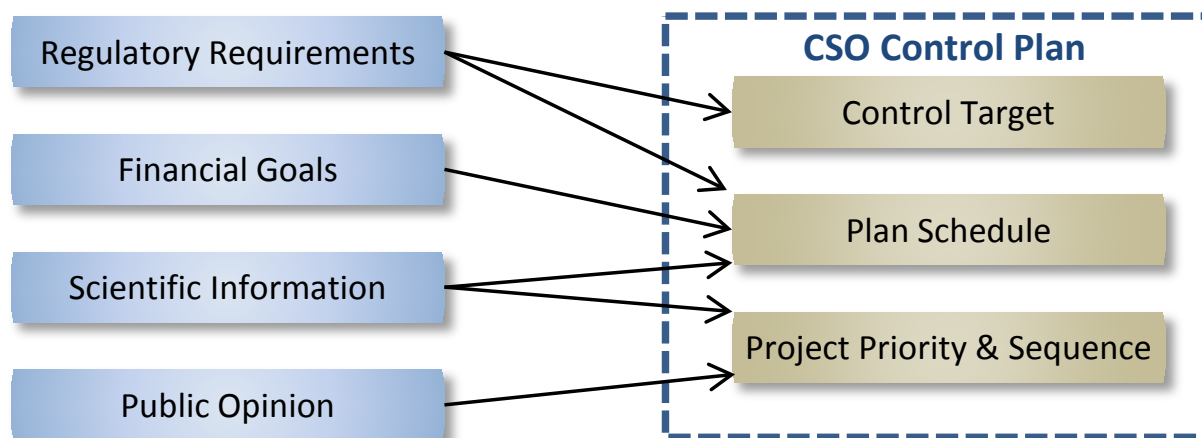 Regulatory Requirements
Financial Goals
Scientific Information
Public Opinion
CSO Control Plan
Control Target
Plan Schedule
Project Priority & Sequence